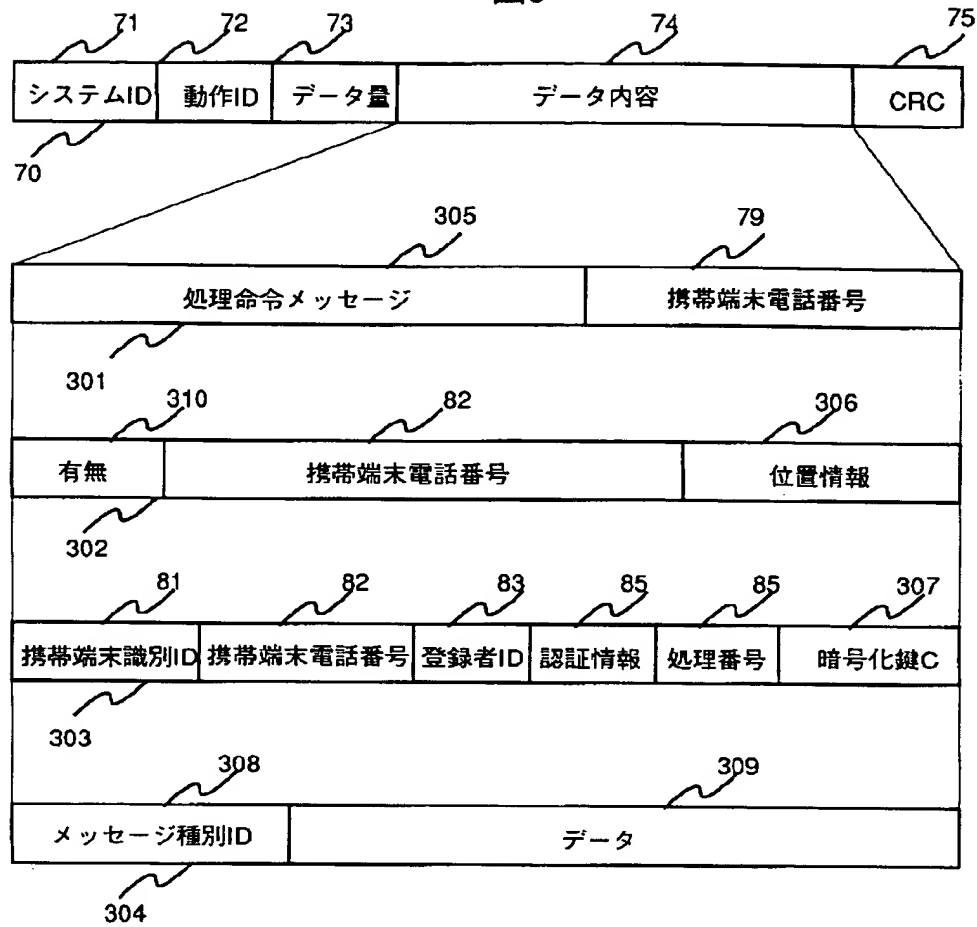 71 72 73 74 75
システムID 動作ID データ量 データ内容 CRC
70
305 79
処理命令メッセージ 携帯端末電話番号
301
310 82 306
有無 携帯端末電話番号 位置情報
302
81 82 83 85 85 307
携帯端末識別ID 携帯端末電話番号 登録者ID 認証情報 処理番号 暗号化鍵C
303
308 309
メッセージ種別ID データ
304